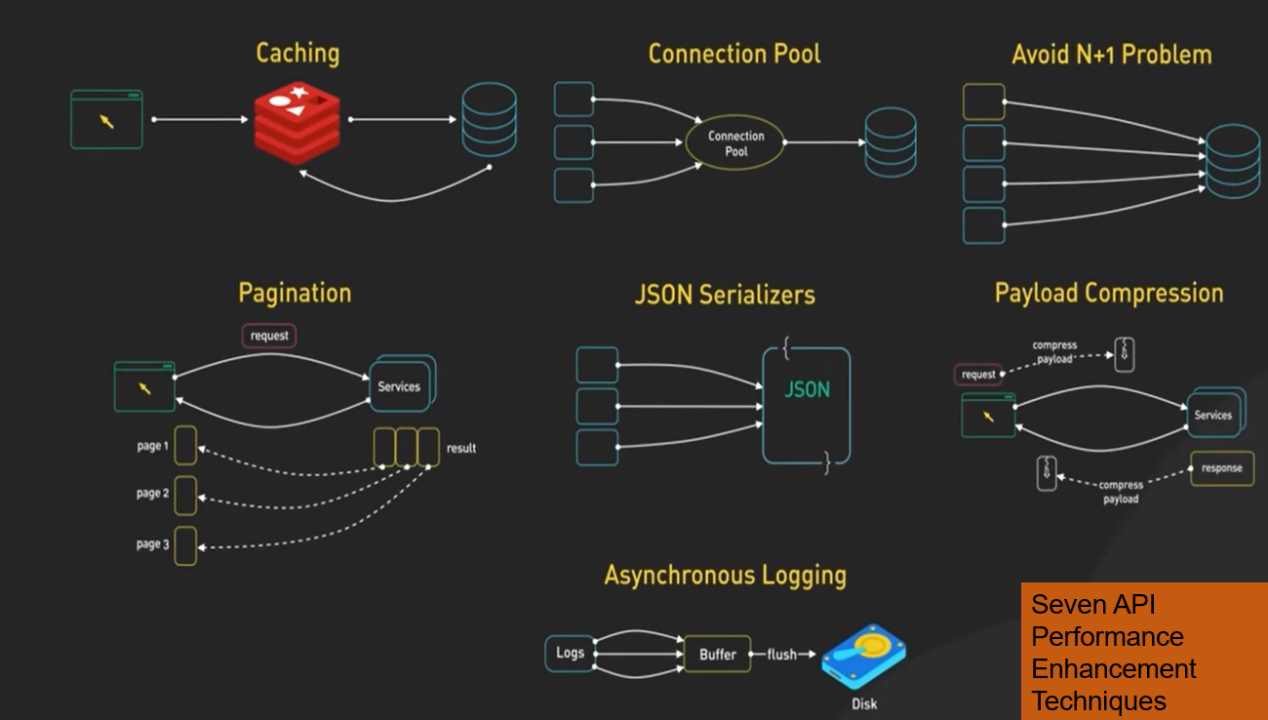 Caching
Connection Pool
Avoid N+1 Problem
Connection
Pool
Pagination
JSON Serializers
Payload Compression
request
Services
page 1
result
page 2
page 3
{
JSON
}
compress
payload
request
Services
response
compress
payload
Asynchronous Logging
Logs
Buffer
flush
Disk
Seven API
Performance
Enhancement
Techniques